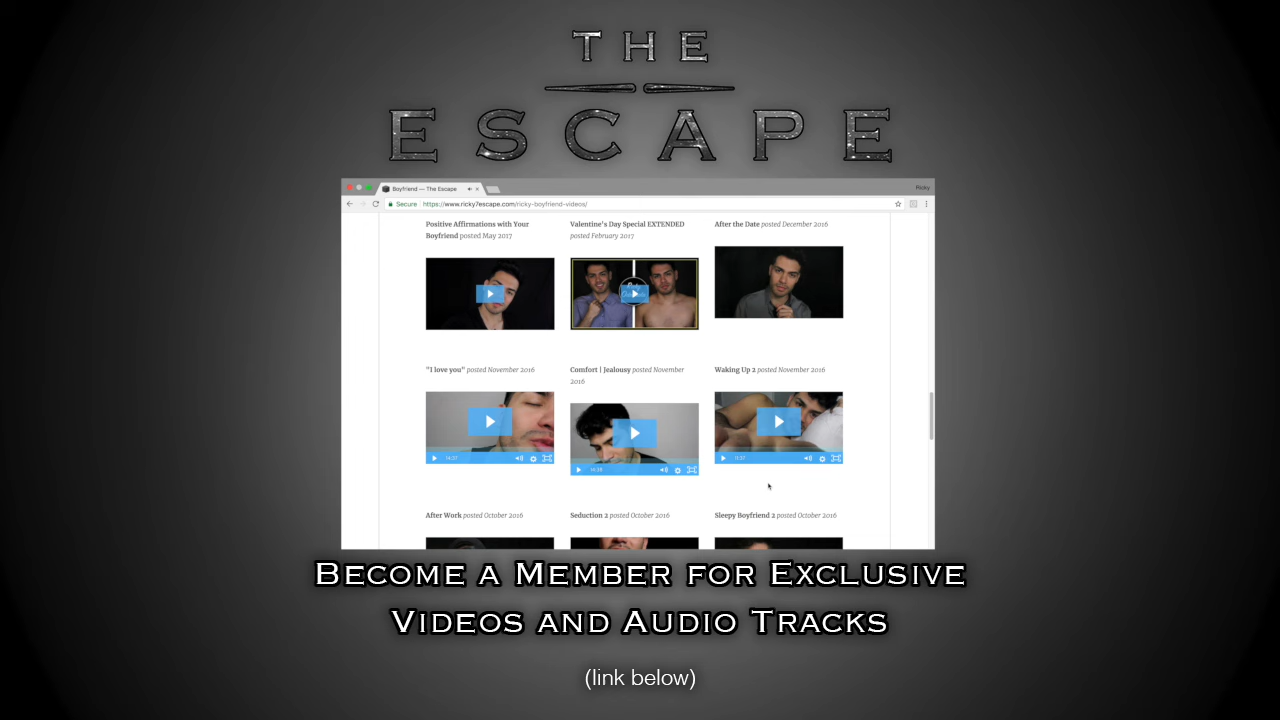 THE
ESCAPE
Boyfriend — The Escape
Ricky
Secure https://www.ricky7escape.com/ricky-boyfriend-videos/
Positive Affirmations with Your
Boyfriend posted May 2017
Valentine's Day Special EXTENDED
posted February 2017
After the Date posted December 2016
"I love you" posted November 2016
Comfort | Jealousy posted November
2016
Waking Up 2 posted November 2016
After Work posted October 2016
Seduction 2 posted October 2016
Sleepy Boyfriend 2 posted October 2016
Become a Member for Exclusive
Videos and Audio Tracks
(link below)